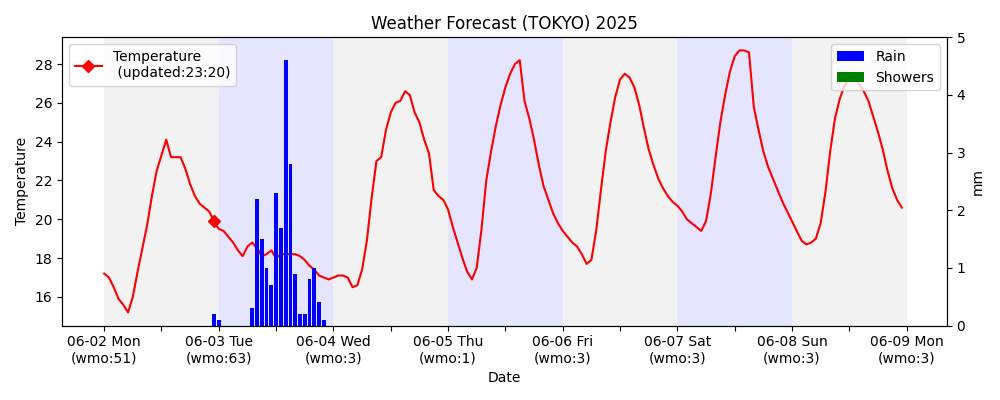 Weather Forecast (TOKYO) 2025
Temperature
(updated:23:20)
Rain
Showers
28
26
24
22
20
18
16
Temperature
5
4
3
2
1
0
mm
06-02 Mon
(wmo:51)
06-03 Tue
(wmo:63)
06-04 Wed
(wmo:3)
06-05 Thu
(wmo:1)
06-06 Fri
(wmo:3)
06-07 Sat
(wmo:3)
06-08 Sun
(wmo:3)
06-09 Mon
(wmo:3)
Date